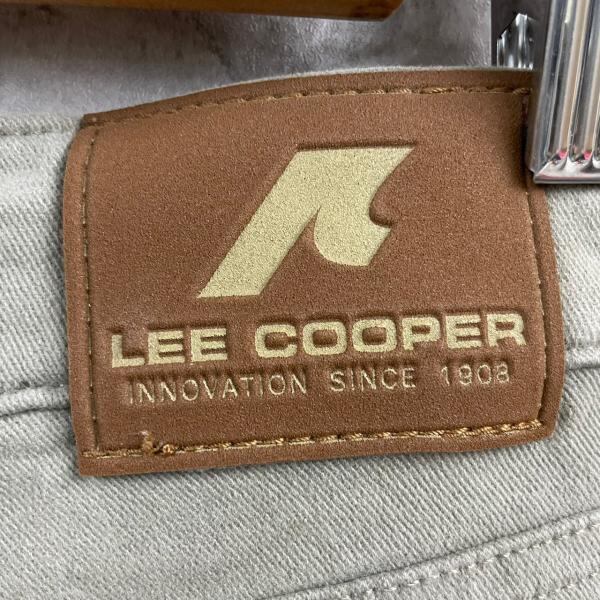 LEE COOPER
INNOVATION SINCE 1908